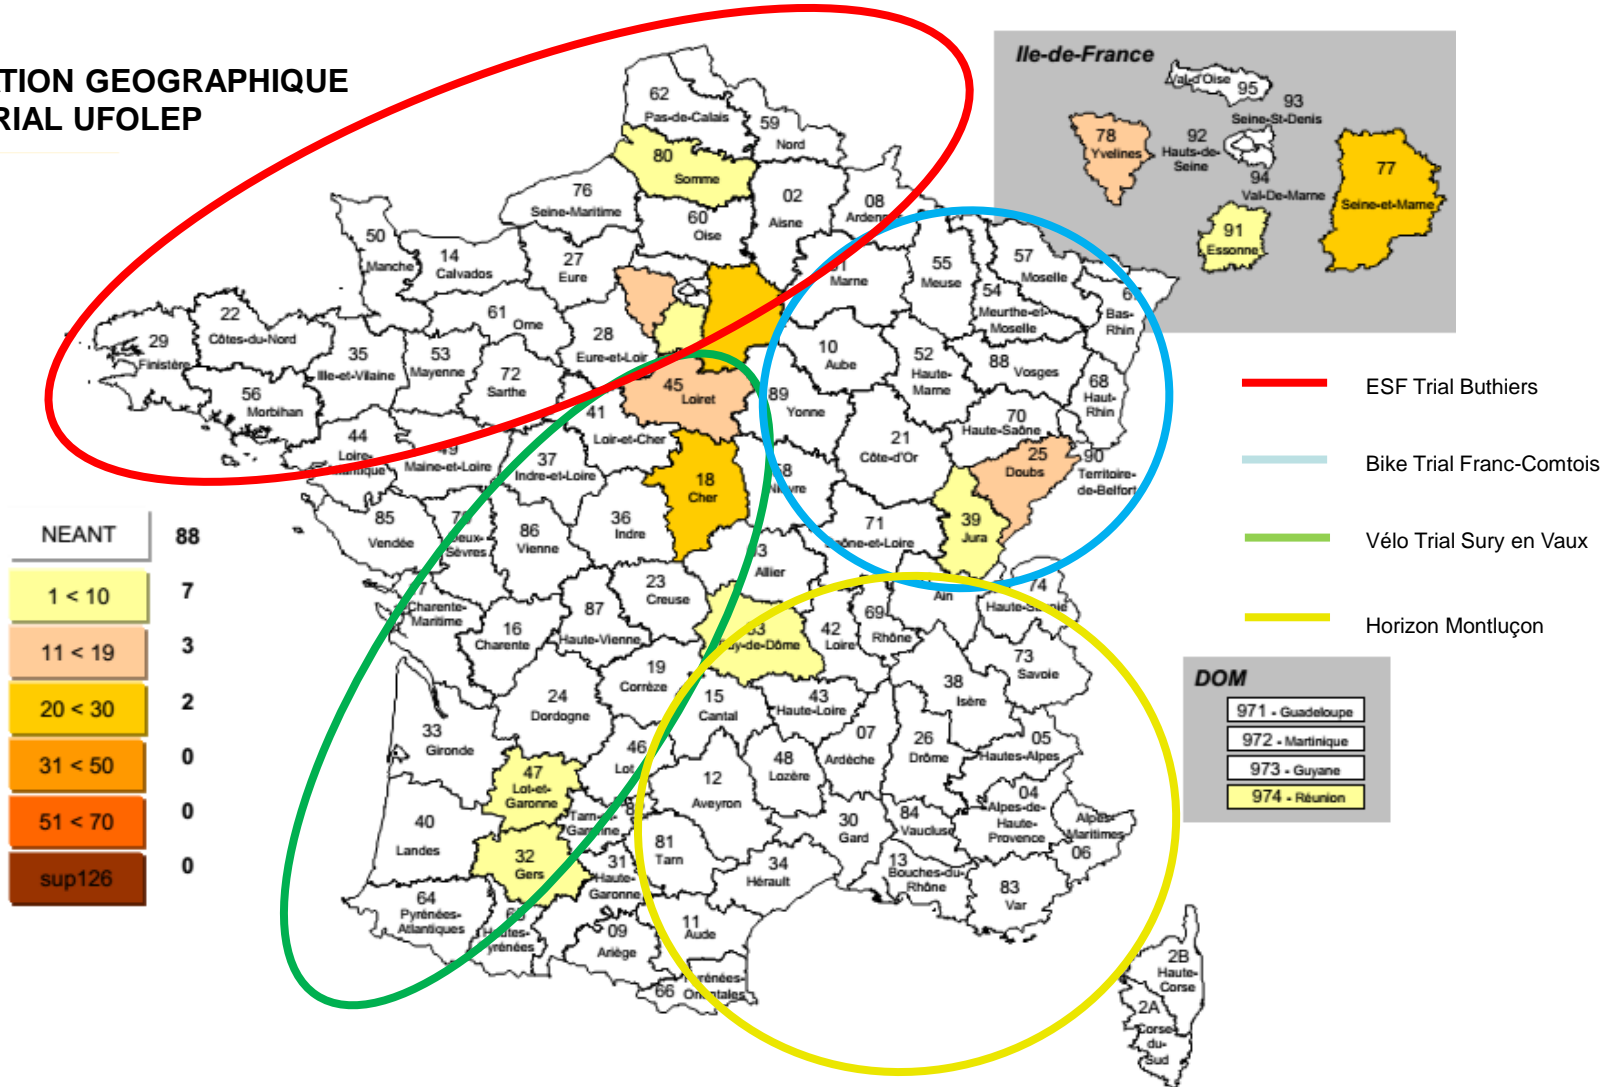 ATION GEOGRAPHIQUE
RIAL UFOLEP
Ile-de-France
Val-d'Oise
95
93
Seine-St-Denis
78
Yvelines
92
Hauts-de-
Seine
94
Val-De-Marne
77
Seine-et-Marne
91
Essonne
62
Pas-de-Calais
59
Nord
80
Somme
76
Seine-Maritime
02
Aisne
08
60
Oise
50
Manche
14
Calvados
27
Eure
Marne
55
Meuse
57
Moselle
54
Meurthe-et-
Moselle
Bas-
Rhin
61
Orne
22
Côtes-du-Nord
29
Finistère
35
Ille-et-Vilaine
53
Mayenne
28
Eure-et-Loir
10
Aube
52
Haute-
Marne
88
Vosges
68
Haut-
Rhin
56
Morbihan
72
Sarthe
45
Loiret
89
Yonne
70
Haute-Saône
41
Loir-et-Cher
44
Loire-
49
Maine-et-Loire
37
Indre-et-Loire
21
Côte-d'Or
25
Doubs
90
Territoire-
de-Belfort
18
Cher
85
Vendée
Sèvres
86
Vienne
36
Indre
71
39
Jura
Allier
23
Creuse
Charente-
Maritime
87
Haute-Vienne
16
Charente
42
Loire
69
Rhône
Ain
74
73
Savoie
19
Corrèze
24
Dordogne
15
Cantal
43
Haute-Loire
38
Isère
33
Gironde
46
Lot
07
Ardèche
26
Drôme
05
Hautes-Alpes
47
Lot-et-
Garonne
12
Aveyron
48
Lozère
04
Alpes-de-
Haute-
Provence
Alpes-
Maritimes
06
40
Landes
30
Gard
84
Vaucluse
32
Gers
31
Haute-
Garonne
81
Tarn
34
Hérault
13
Bouches-du-
Rhône
83
Var
64
Pyrénées-
Atlantiques
09
Ariège
11
Aude
66
2B
Haute-
Corse
2A
Corse-
du-
Sud
NEANT 88
1 < 10 7
11 < 19 3
20 < 30 2
31 < 50 0
51 < 70 0
sup126 0
ESF Trial Buthiers
Bike Trial Franc-Comtois
Vélo Trial Sury en Vaux
Horizon Montluçon
DOM
971 - Guadeloupe
972 - Martinique
973 - Guyane
974 - Réunion